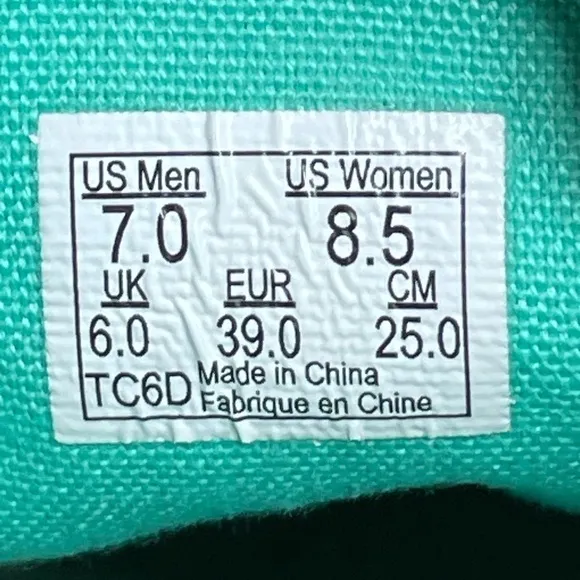 US Men US Women
7.0 8.5
UK EUR CM
6.0 39.0 25.0
TC6D Made in China
Fabrique en Chine